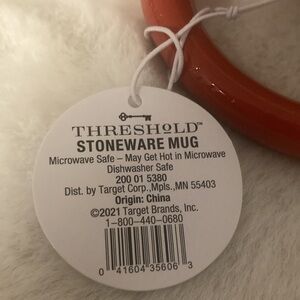 THRESHOLD™
STONEWARE MUG
Microwave Safe – May Get Hot in Microwave
Dishwasher Safe
200 01 5380
Dist. by Target Corp.,Mpls.,MN 55403
Origin: China
©2021 Target Brands, Inc.
1-800-440-0680
0 41604 35606 3